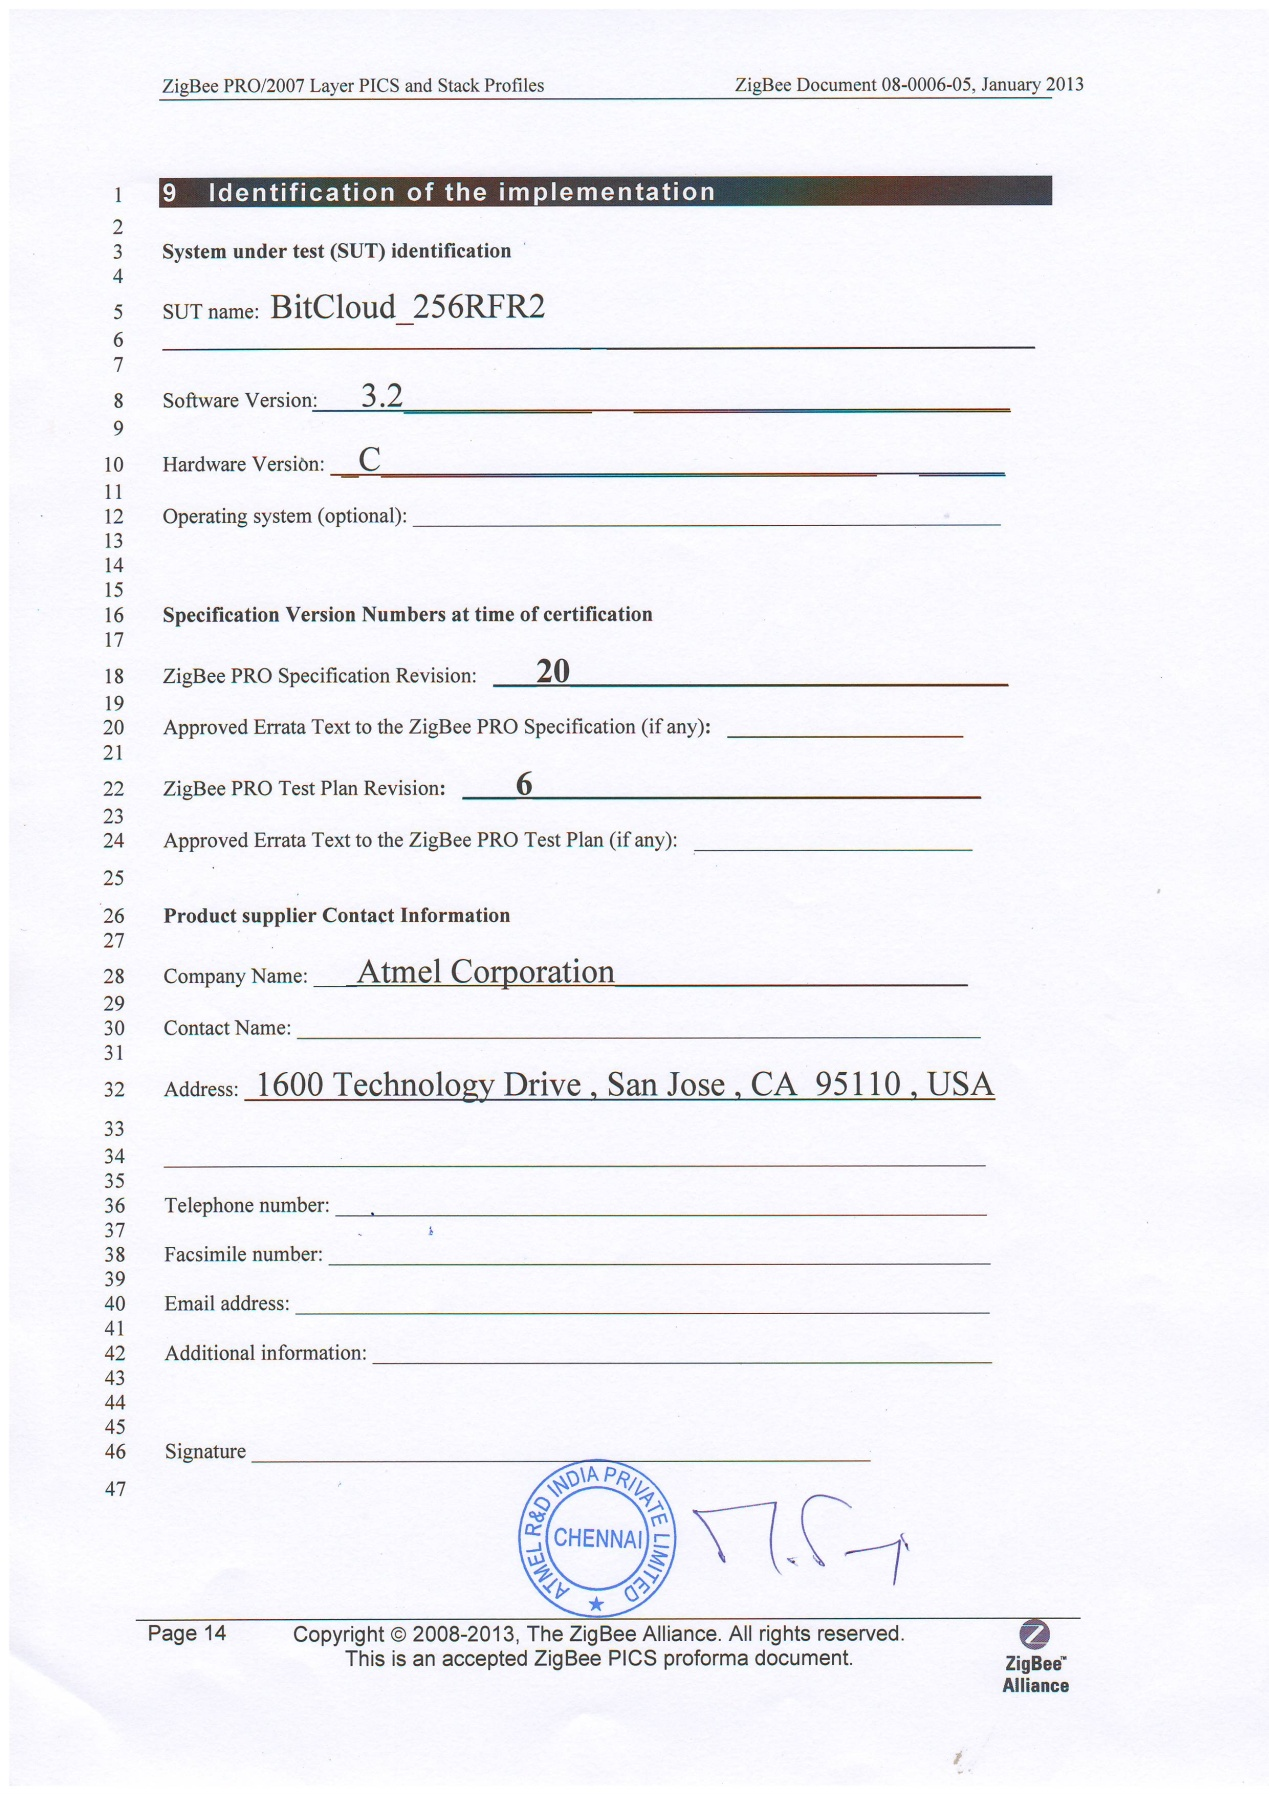 ZigBee PRO/2007 Layer PICS and Stack Profiles ZigBee Document 08-0006-05, January 2013
1 9 Identification of the implementation
2
3 System under test (SUT) identification
4
5 SUT name: BitCloud_256RFR2
6
7
8 Software Version: 3.2
9
10 Hardware Version: C
11
12 Operating system (optional):
13
14
15
16 Specification Version Numbers at time of certification
17
18 ZigBee PRO Specification Revision: 20
19
20 Approved Errata Text to the ZigBee PRO Specification (if any):
21
22 ZigBee PRO Test Plan Revision: 6
23
24 Approved Errata Text to the ZigBee PRO Test Plan (if any):
25
26 Product supplier Contact Information
27
28 Company Name: Atmel Corporation
29
30 Contact Name:
31
32 Address: 1600 Technology Drive , San Jose , CA 95110 , USA
33
34
35
36 Telephone number:
37
38 Facsimile number:
39
40 Email address:
41
42 Additional information:
43
44
45
46 Signature
47
ATMEL R&D INDIA PRIVATE LIMITED
CHENNAI
Page 14 Copyright © 2008-2013, The ZigBee Alliance. All rights reserved.
This is an accepted ZigBee PICS proforma document.
ZigBee™
Alliance